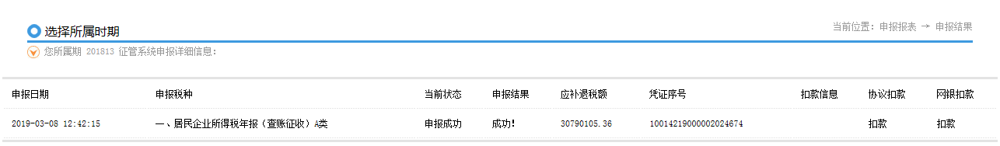 当前位置：申报报表 → 申报结果
选择所属时期
您所属期 201813 征管系统申报详细信息：
申报日期 申报税种 当前状态 申报结果 应补退税额 凭证序号 扣款信息 协议扣款 网银扣款
2019-03-08 12:42:15 一、居民企业所得税年报（查账征收）A类 申报成功 成功！ 30790105.36 10014219000002024674 扣款 扣款